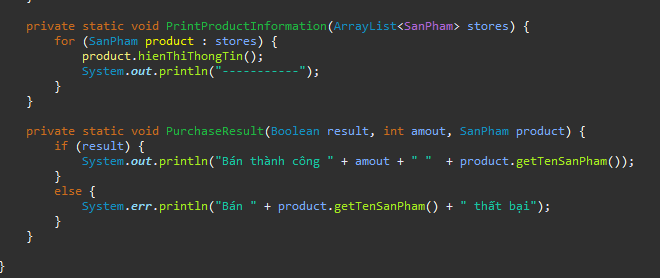 private static void PrintProductInformation(ArrayList<SanPham> stores) {
for (SanPham product : stores) {
product.hienThiThongTin();
System.out.println("-----------");
}
}
private static void PurchaseResult(Boolean result, int amout, SanPham product) {
if (result) {
System.out.println("Bán thành công " + amout + " "  + product.getTenSanPham());
}
else {
System.err.println("Bán " + product.getTenSanPham() + " thất bại");
}
}
}